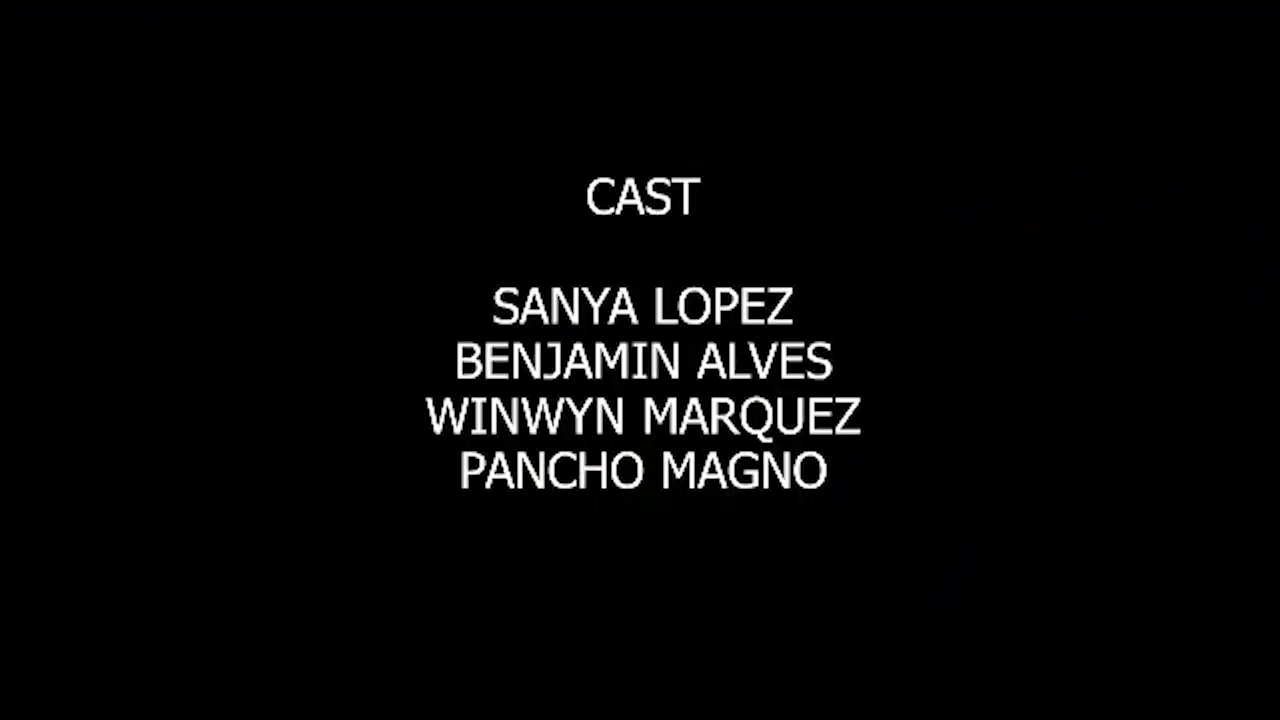 CAST
SANYA LOPEZ
BENJAMIN ALVES
WINWYN MARQUEZ
PANCHO MAGNO